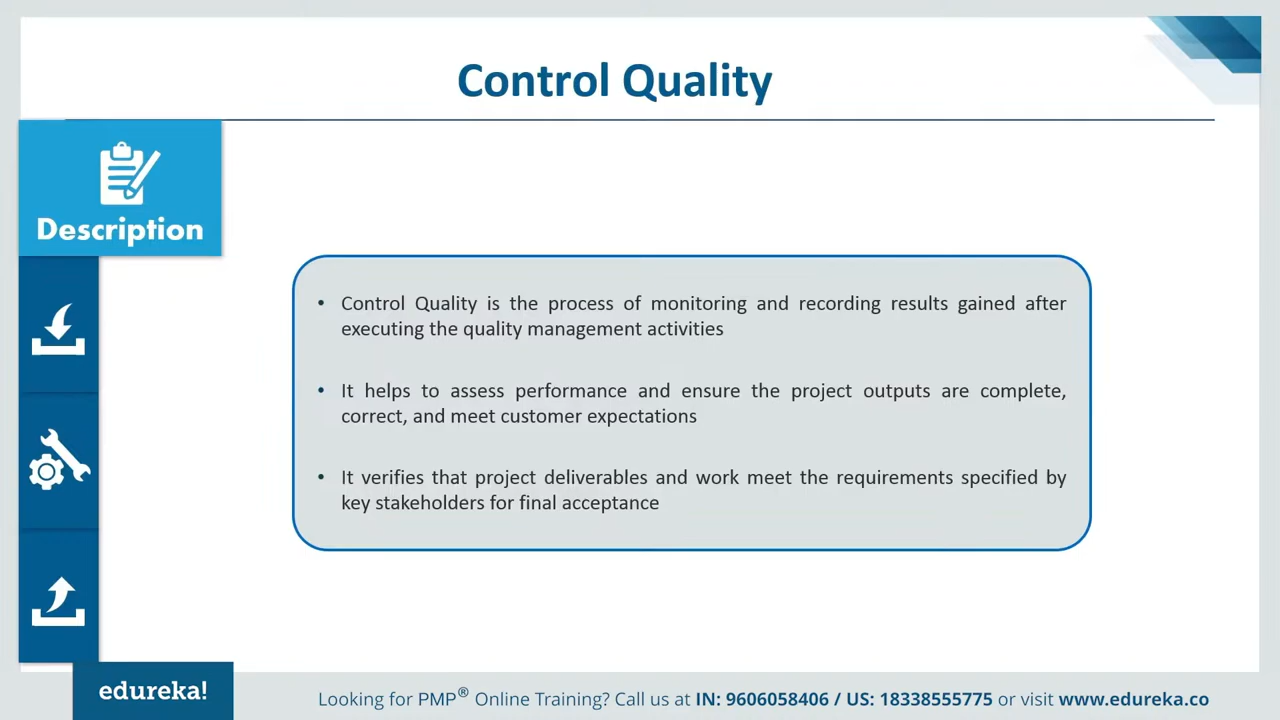 Control Quality
Description
• Control Quality is the process of monitoring and recording results gained after
executing the quality management activities
• It helps to assess performance and ensure the project outputs are complete,
correct, and meet customer expectations
• It verifies that project deliverables and work meet the requirements specified by
key stakeholders for final acceptance
edureka!
Looking for PMP® Online Training? Call us at IN: 9606058406 / US: 18338555775 or visit www.edureka.co